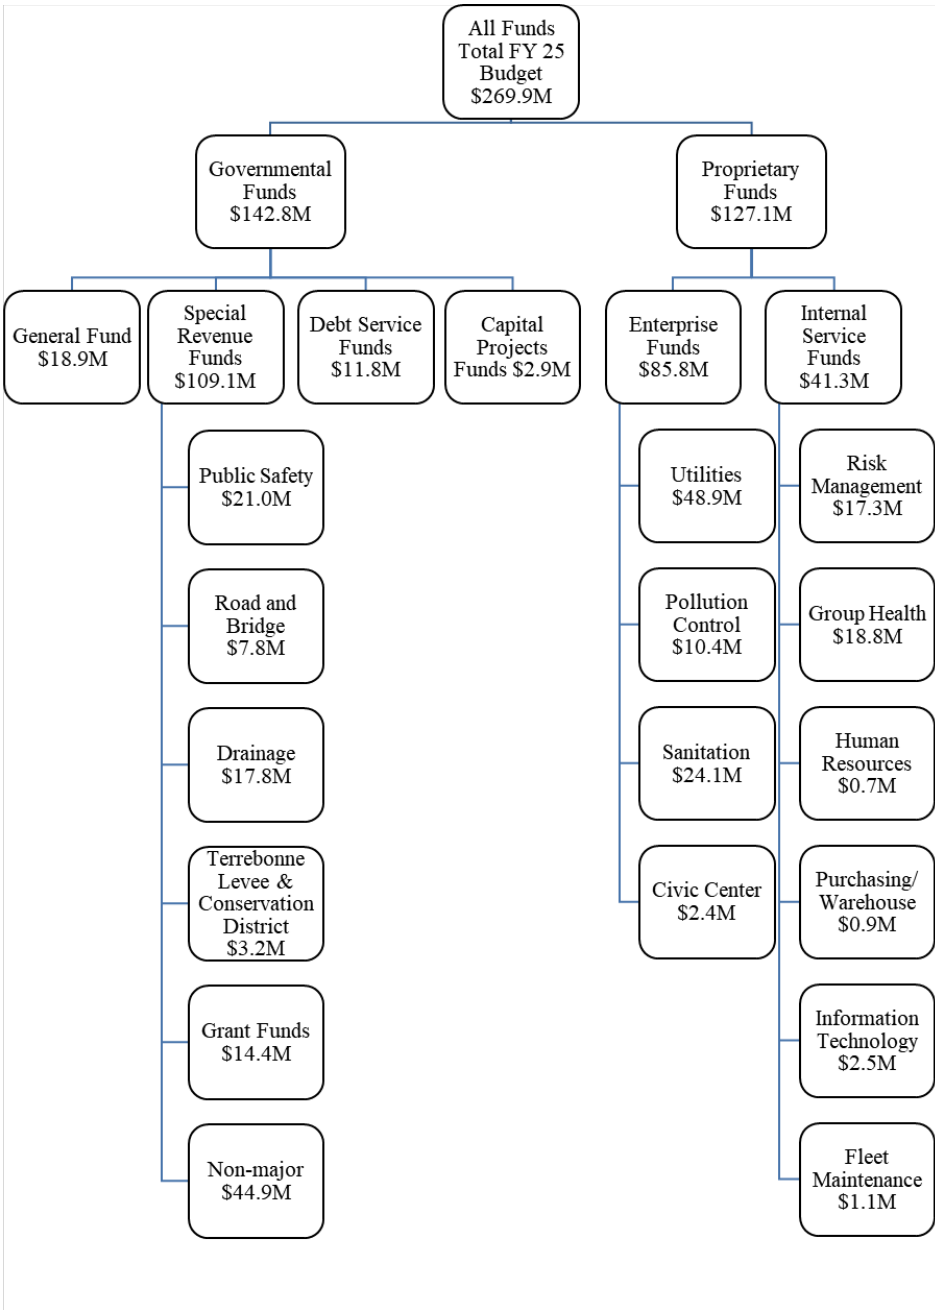 All Funds
Total FY 25
Budget
$269.9M
Governmental
Funds
$142.8M
Proprietary
Funds
$127.1M
General Fund
$18.9M
Special
Revenue
Funds
$109.1M
Debt Service
Funds
$11.8M
Capital
Projects
Funds $2.9M
Enterprise
Funds
$85.8M
Internal
Service
Funds
$41.3M
Public Safety
$21.0M
Road and
Bridge
$7.8M
Drainage
$17.8M
Terrebonne
Levee &
Conservation
District
$3.2M
Grant Funds
$14.4M
Non-major
$44.9M
Utilities
$48.9M
Pollution
Control
$10.4M
Sanitation
$24.1M
Civic Center
$2.4M
Risk
Management
$17.3M
Group Health
$18.8M
Human
Resources
$0.7M
Purchasing/
Warehouse
$0.9M
Information
Technology
$2.5M
Fleet
Maintenance
$1.1M